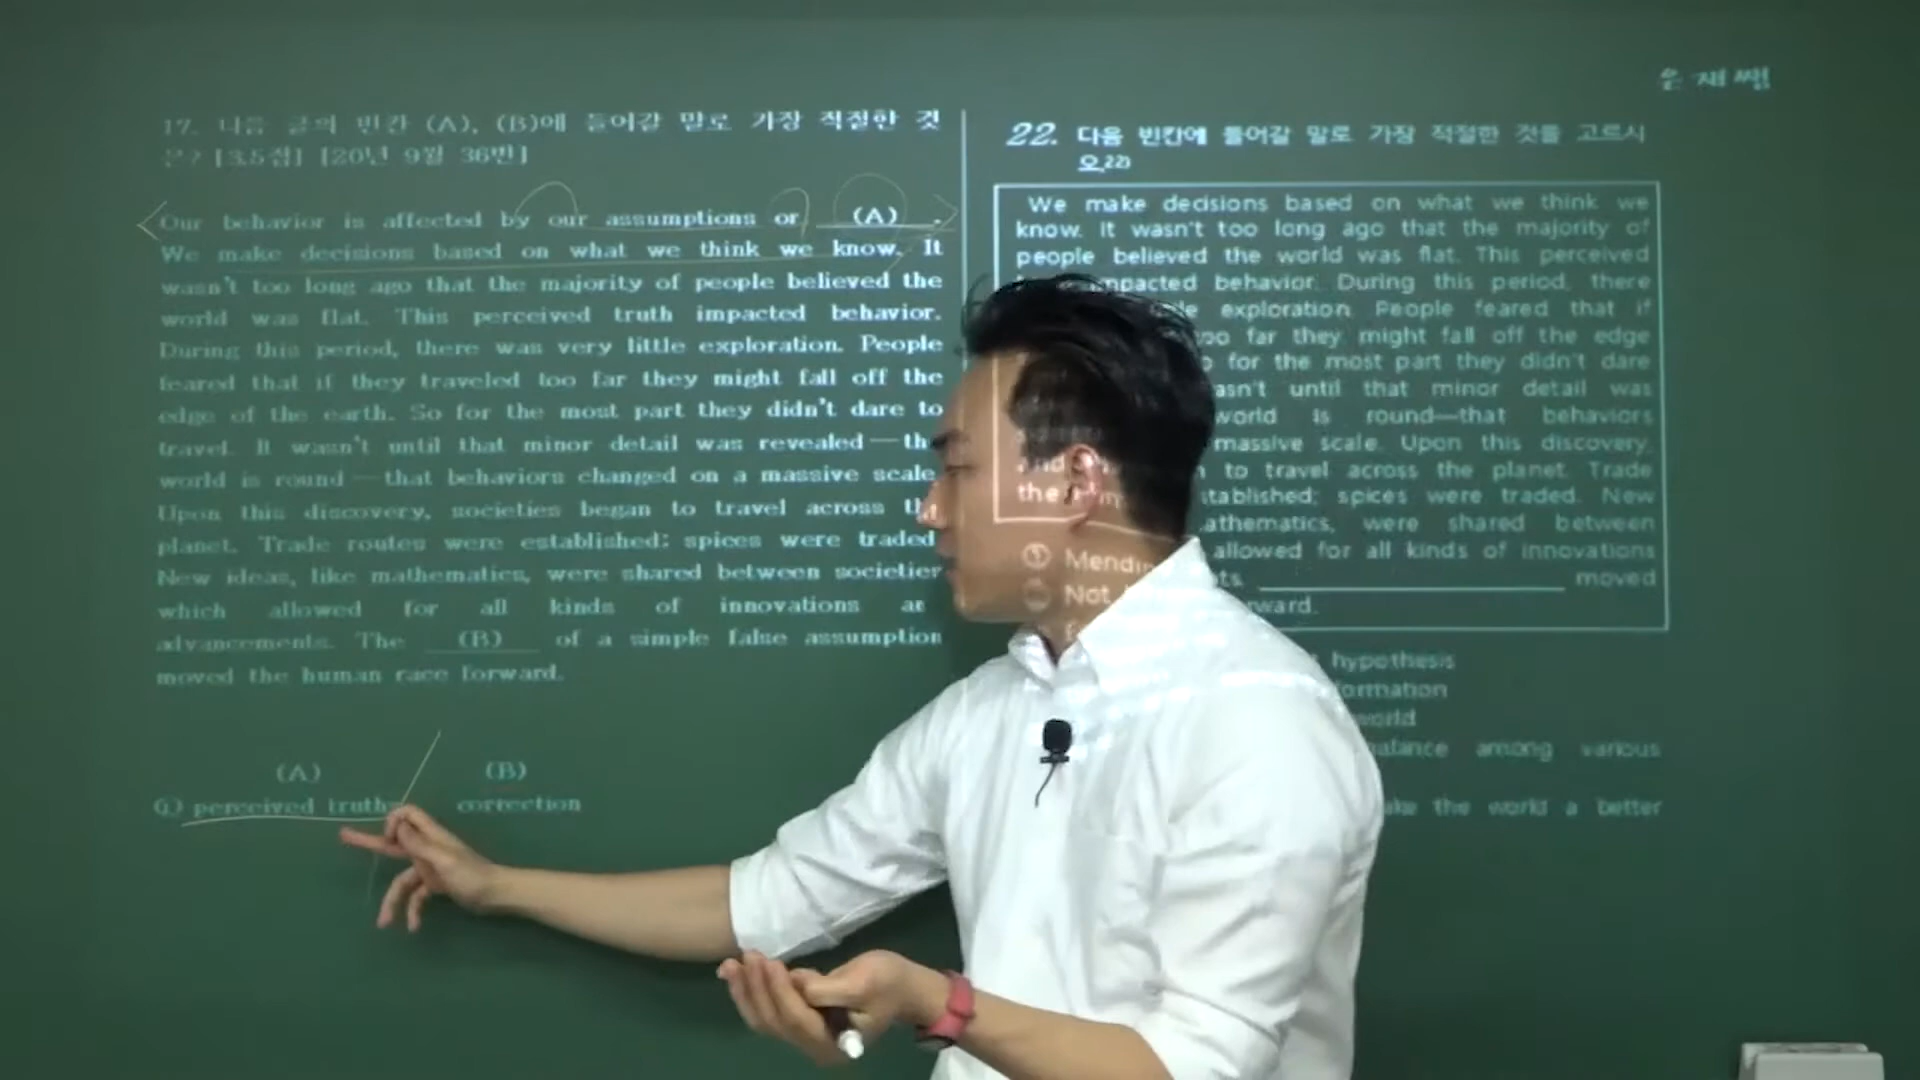 은재쌤
17. 다음 글의 빈칸 (A), (B)에 들어갈 말로 가장 적절한 것
은? [3.5점] [20년 9월 36번]
Our behavior is affected by our assumptions or (A) .
We make decisions based on what we think we know. It
wasn't too long ago that the majority of people believed the
world was flat. This perceived truth impacted behavior.
During this period, there was very little exploration. People
feared that if they traveled too far they might fall off the
edge of the earth. So for the most part they didn't dare to
travel. It wasn't until that minor detail was revealed — th
world is round — that behaviors changed on a massive scale
Upon this discovery, societies began to travel across th
planet. Trade routes were established; spices were traded
New ideas, like mathematics, were shared between societies
which allowed for all kinds of innovations an
advancements. The (B) of a simple false assumption
moved the human race forward.
(A) (B)
① perceived truths correction
22. 다음 빈칸에 들어갈 말로 가장 적절한 것을 고르시
오.22)
We make decisions based on what we think we
know. It wasn't too long ago that the majority of
people believed the world was flat. This perceived
impacted behavior. During this period, there
exploration. People feared that if
too far they might fall off the edge
for the most part they didn't dare
wasn't until that minor detail was
world is round—that behaviors
massive scale. Upon this discovery,
to travel across the planet. Trade
established; spices were traded. New
mathematics, were shared between
allowed for all kinds of innovations
moved
the
forward.
① Mending
Not
hypothesis
world
balance among various
the world a better